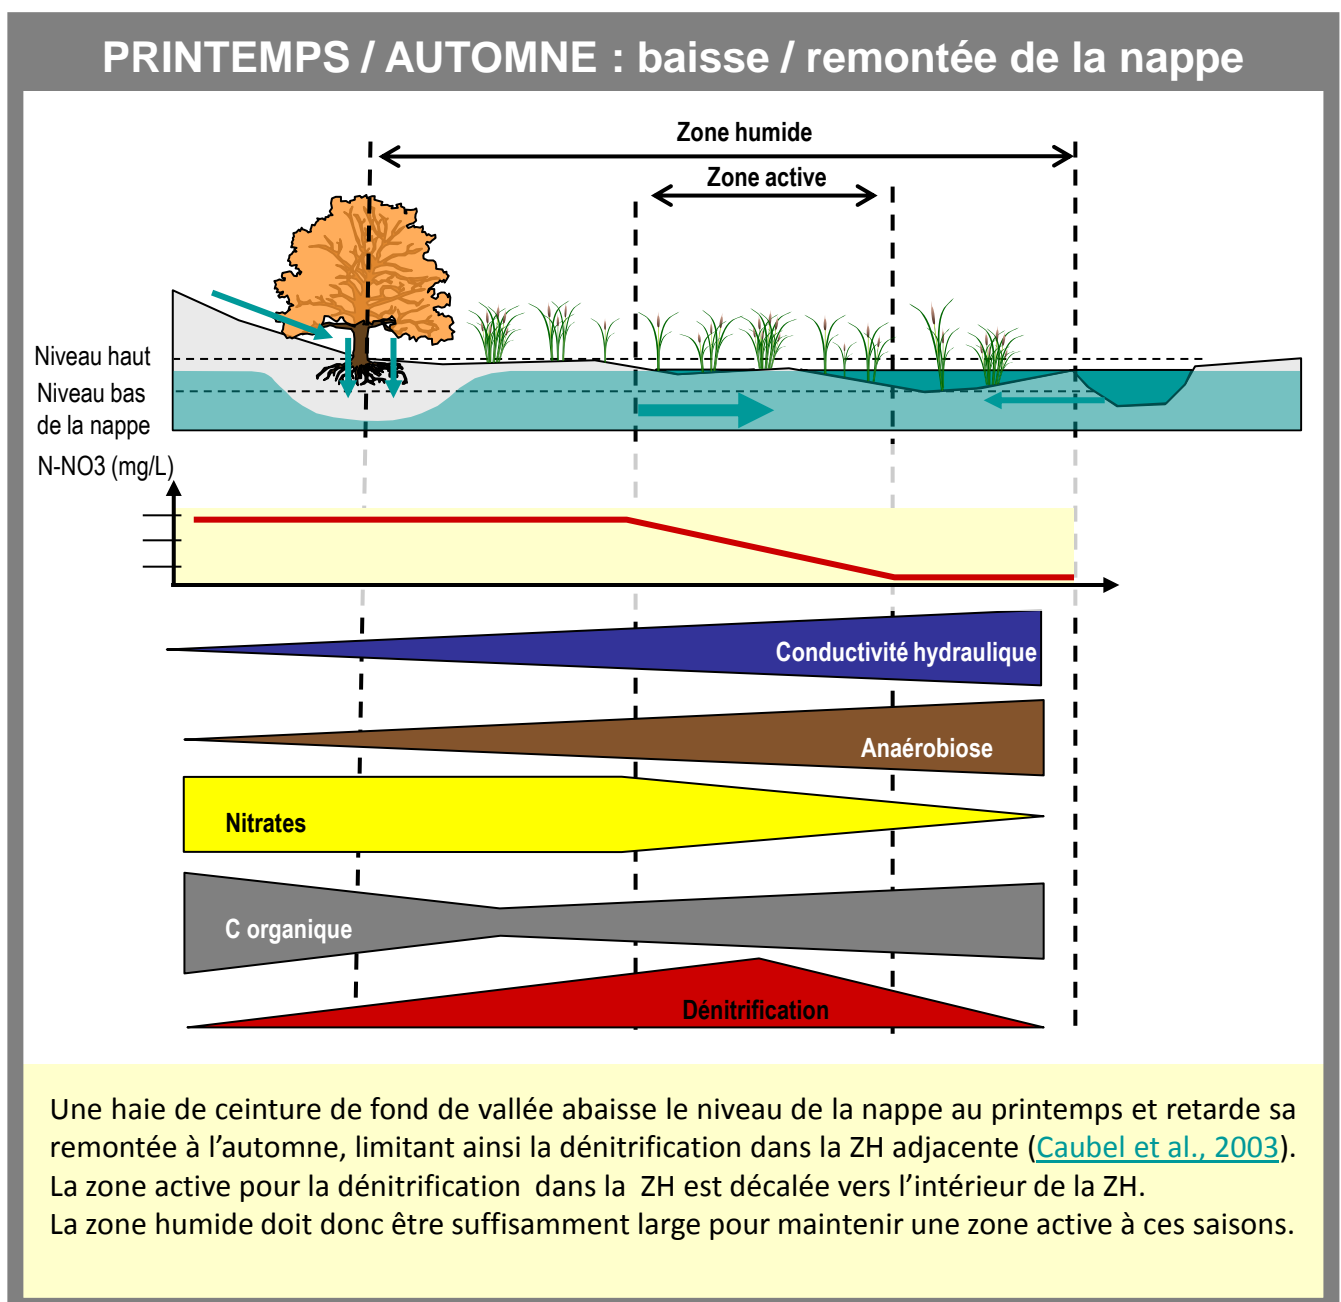 PRINTEMPS / AUTOMNE : baisse / remontée de la nappe
Zone humide
Zone active
Niveau haut
Niveau bas
de la nappe
N-NO3 (mg/L)
Conductivité hydraulique
Anaérobiose
Nitrates
C organique
Dénitrification
Une haie de ceinture de fond de vallée abaisse le niveau de la nappe au printemps et retarde sa
remontée à l’automne, limitant ainsi la dénitrification dans la ZH adjacente (Caubel et al., 2003).
La zone active pour la dénitrification dans la ZH est décalée vers l’intérieur de la ZH.
La zone humide doit donc être suffisamment large pour maintenir une zone active à ces saisons.